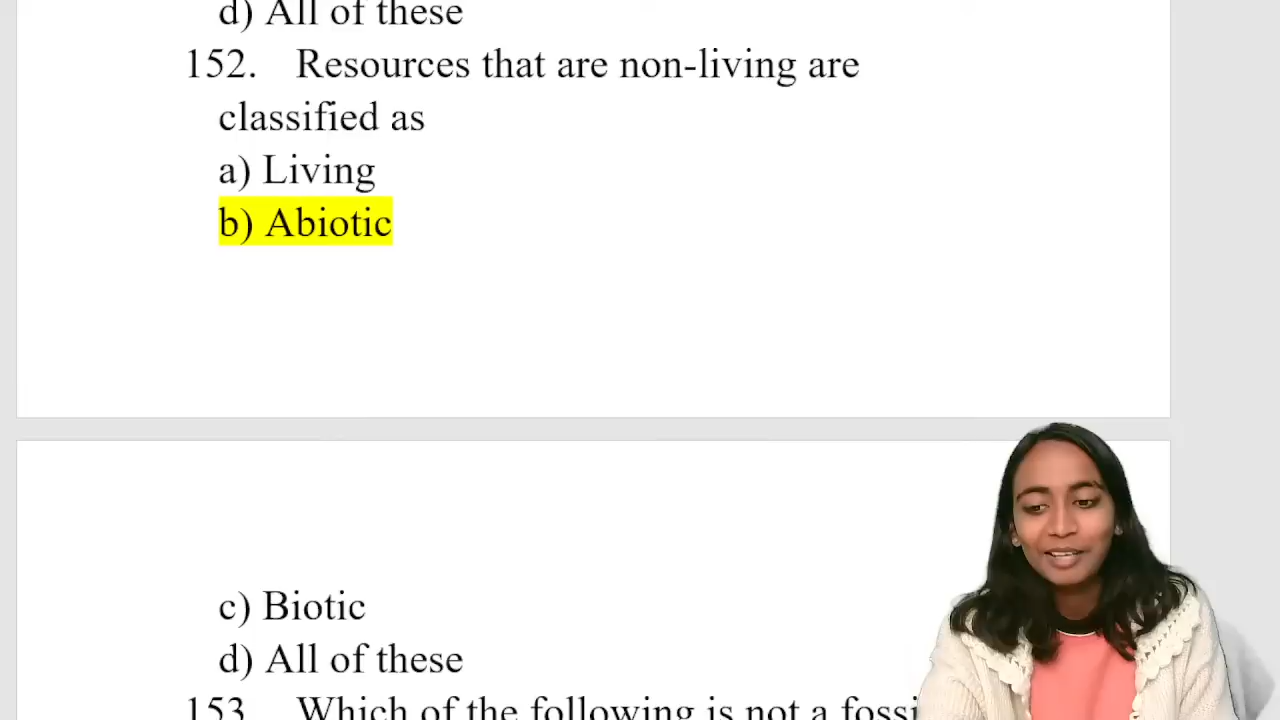 d) All of these
152. Resources that are non-living are
classified as
a) Living
b) Abiotic
c) Biotic
d) All of these
153. Which of the following is not a